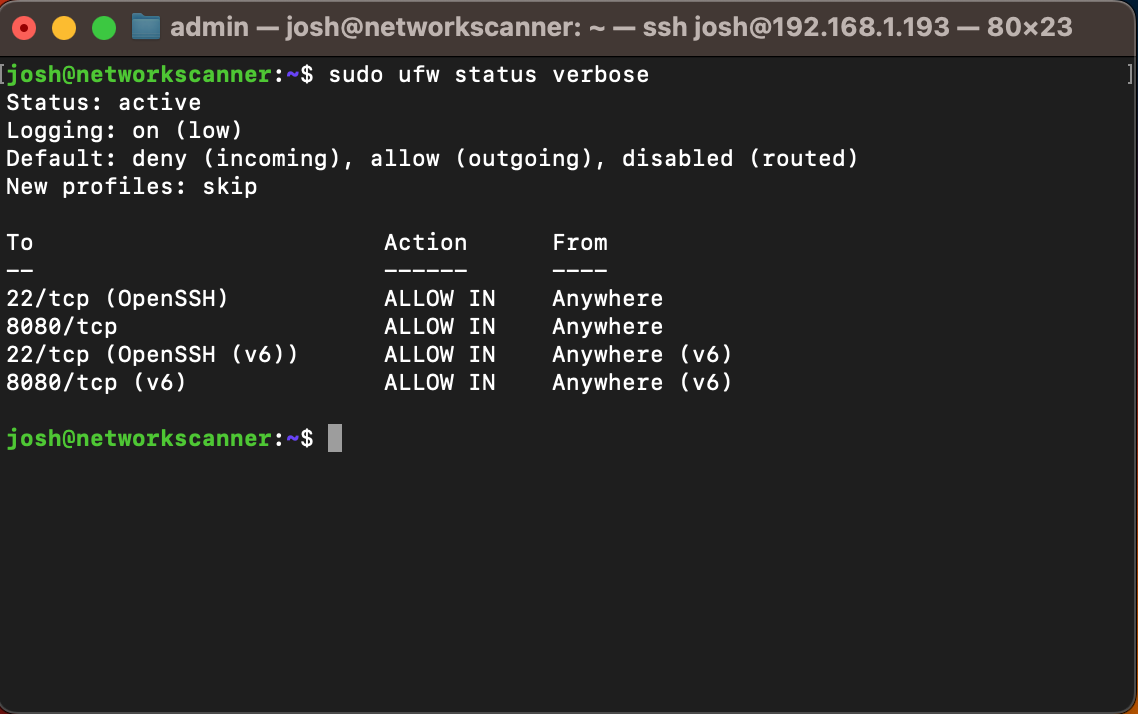 admin — josh@networkscanner: ~ — ssh josh@192.168.1.193 — 80×23
[josh@networkscanner:~$ sudo ufw status verbose ]
Status: active
Logging: on (low)
Default: deny (incoming), allow (outgoing), disabled (routed)
New profiles: skip
To Action From
-- ------ ----
22/tcp (OpenSSH) ALLOW IN Anywhere
8080/tcp ALLOW IN Anywhere
22/tcp (OpenSSH (v6)) ALLOW IN Anywhere (v6)
8080/tcp (v6) ALLOW IN Anywhere (v6)
josh@networkscanner:~$